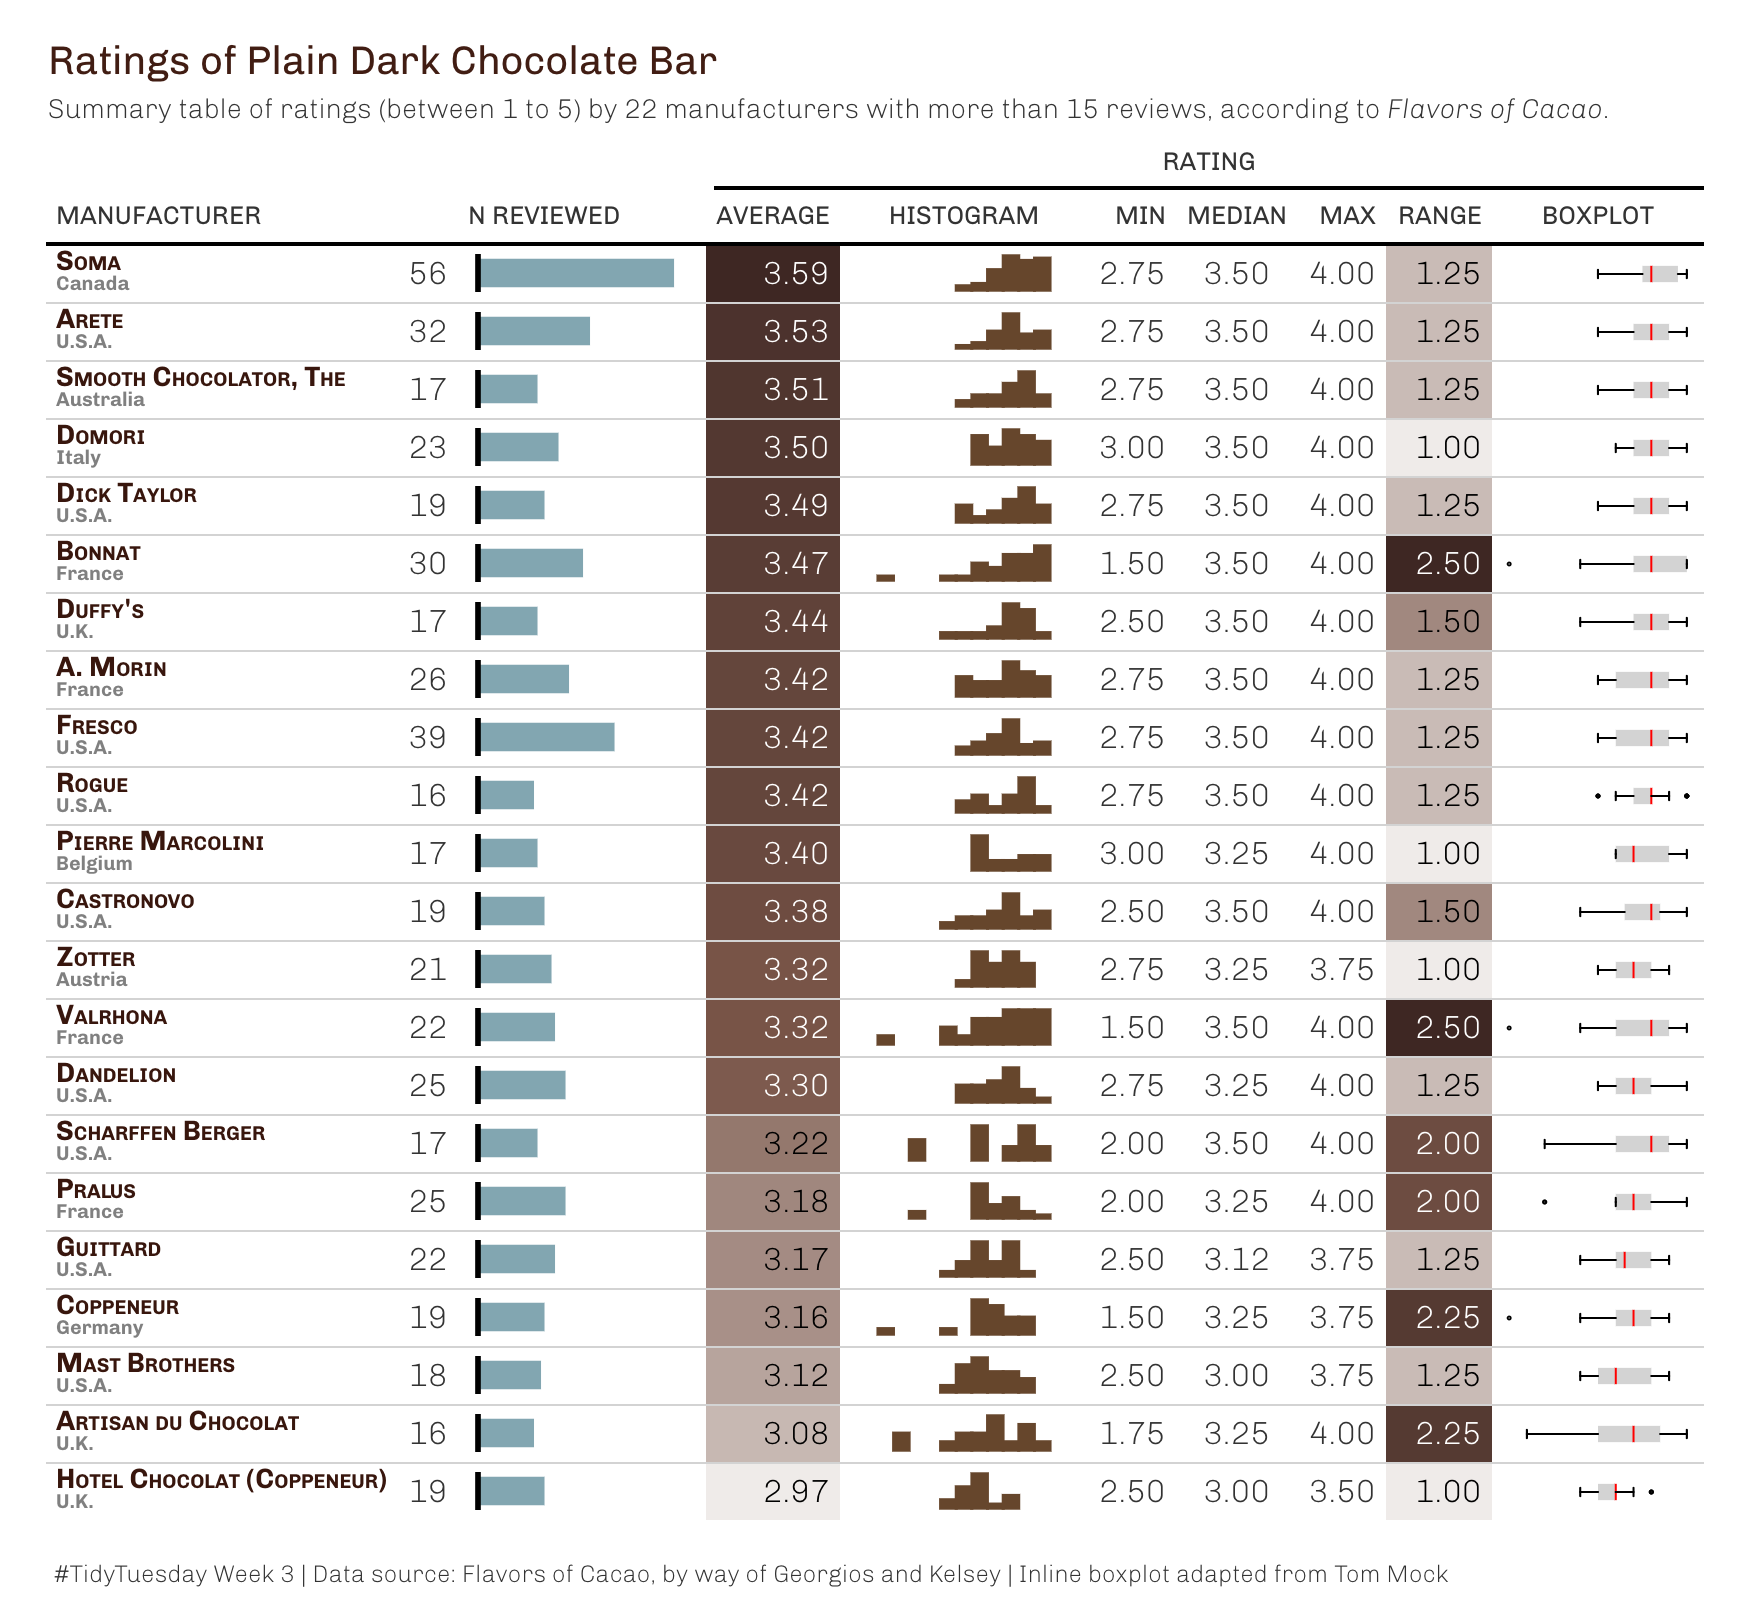 Ratings of Plain Dark Chocolate Bar
Summary table of ratings (between 1 to 5) by 22 manufacturers with more than 15 reviews, according to Flavors of Cacao.
RATING
MANUFACTURER N REVIEWED AVERAGE HISTOGRAM MIN MEDIAN MAX RANGE BOXPLOT
SOMA
Canada
56 3.59 2.75 3.50 4.00 1.25
ARETE
U.S.A.
32 3.53 2.75 3.50 4.00 1.25
SMOOTH CHOCOLATOR, THE
Australia
17 3.51 2.75 3.50 4.00 1.25
DOMORI
Italy
23 3.50 3.00 3.50 4.00 1.00
DICK TAYLOR
U.S.A.
19 3.49 2.75 3.50 4.00 1.25
BONNAT
France
30 3.47 1.50 3.50 4.00 2.50
DUFFY'S
U.K.
17 3.44 2.50 3.50 4.00 1.50
A. MORIN
France
26 3.42 2.75 3.50 4.00 1.25
FRESCO
U.S.A.
39 3.42 2.75 3.50 4.00 1.25
ROGUE
U.S.A.
16 3.42 2.75 3.50 4.00 1.25
PIERRE MARCOLINI
Belgium
17 3.40 3.00 3.25 4.00 1.00
CASTRONOVO
U.S.A.
19 3.38 2.50 3.50 4.00 1.50
ZOTTER
Austria
21 3.32 2.75 3.25 3.75 1.00
VALRHONA
France
22 3.32 1.50 3.50 4.00 2.50
DANDELION
U.S.A.
25 3.30 2.75 3.25 4.00 1.25
SCHARFFEN BERGER
U.S.A.
17 3.22 2.00 3.50 4.00 2.00
PRALUS
France
25 3.18 2.00 3.25 4.00 2.00
GUITTARD
U.S.A.
22 3.17 2.50 3.12 3.75 1.25
COPPENEUR
Germany
19 3.16 1.50 3.25 3.75 2.25
MAST BROTHERS
U.S.A.
18 3.12 2.50 3.00 3.75 1.25
ARTISAN DU CHOCOLAT
U.K.
16 3.08 1.75 3.25 4.00 2.25
HOTEL CHOCOLAT (COPPENEUR)
U.K.
19 2.97 2.50 3.00 3.50 1.00
#TidyTuesday Week 3 | Data source: Flavors of Cacao, by way of Georgios and Kelsey | Inline boxplot adapted from Tom Mock